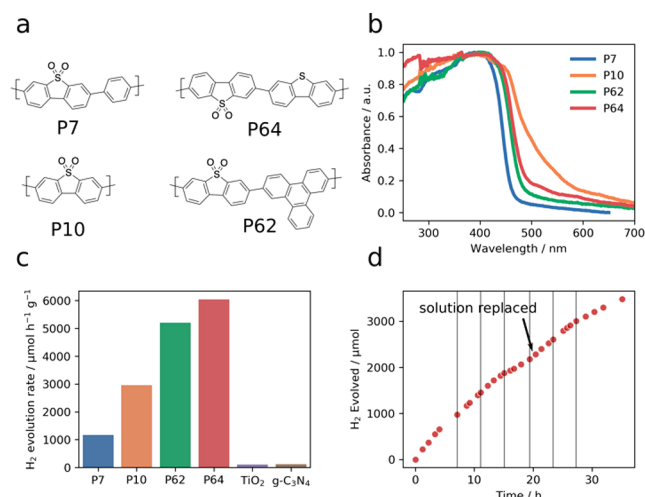 a
O O
S
P7
S
S
O O
P64
O O
S
P10
O O
S
P62
b
Absorbance / a.u.
1.0
0.8
0.6
0.4
0.2
0.0
P7
P10
P62
P64
300 400 500 600 700
Wavelength / nm
c
H₂ evolution rate / μmol h⁻¹ g⁻¹
6000
5000
4000
3000
2000
1000
0
P7 P10 P62 P64 TiO₂ g-C₃N₄
d
H₂ Evolved / μmol
3000
2000
1000
0
solution replaced
0 10 20 30
Time / h